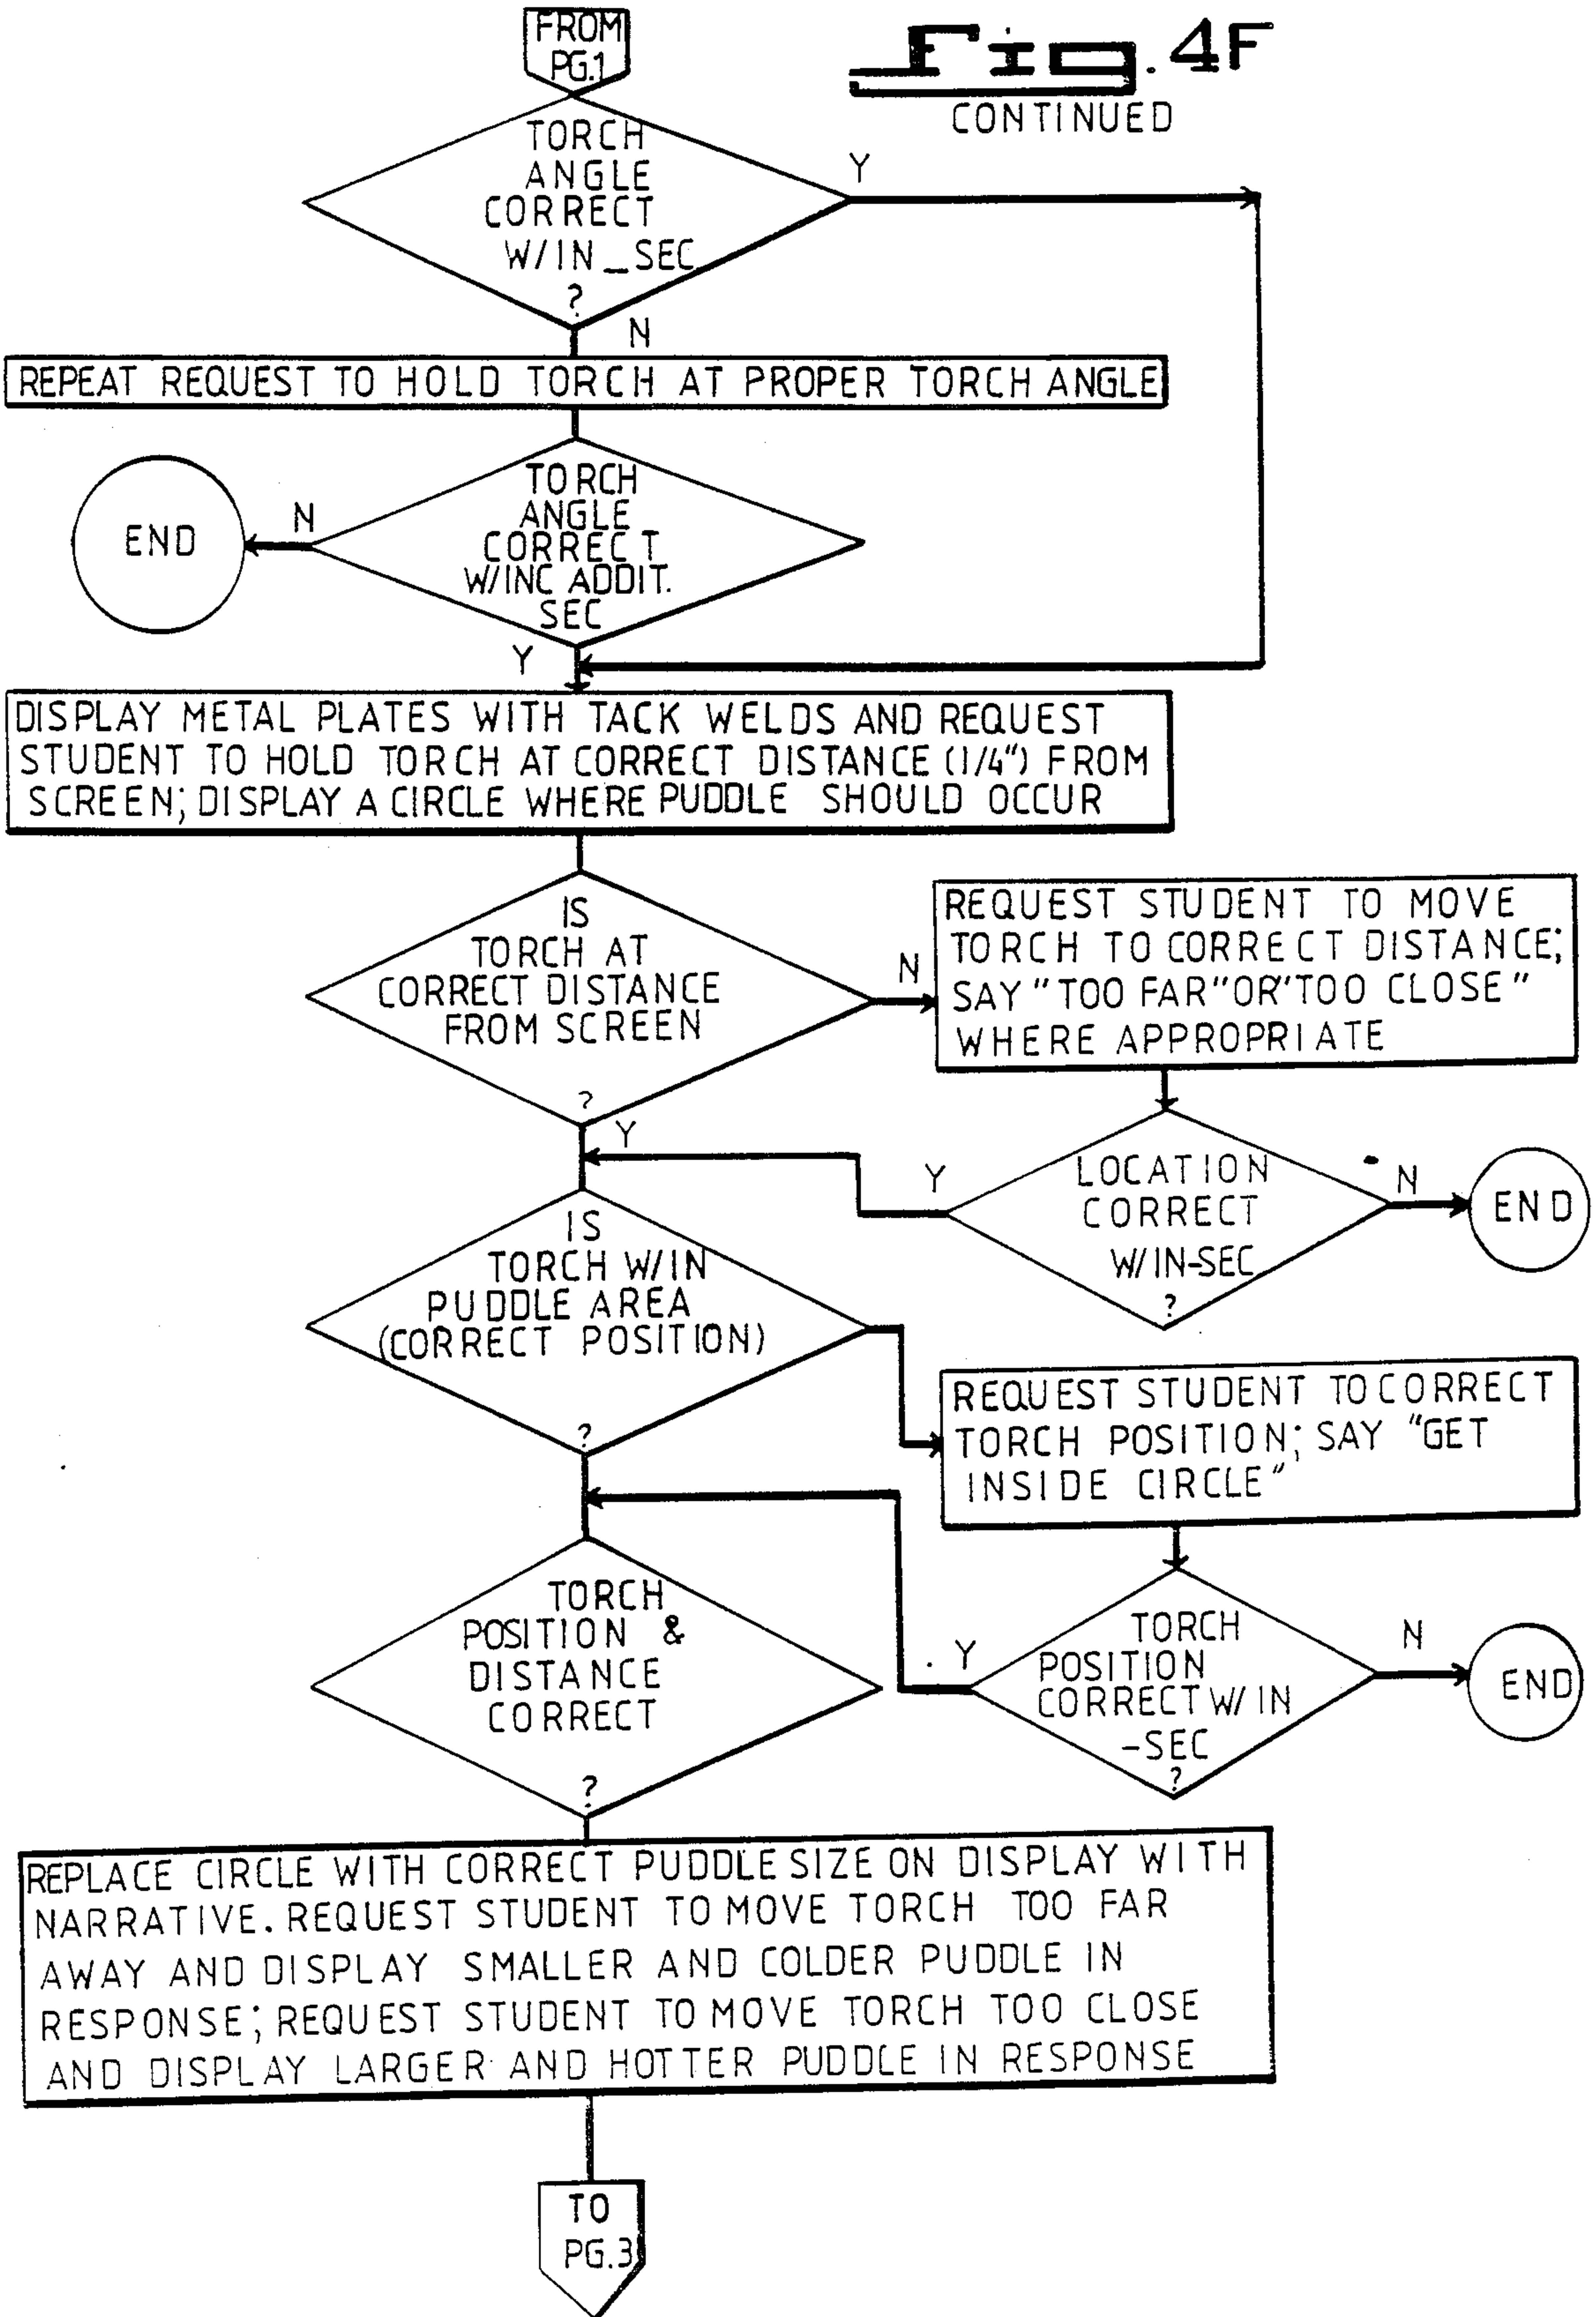 FROM
PG.1
Fig. 4F
CONTINUED
TORCH
ANGLE
CORRECT
W/IN _ SEC
?
Y
N
REPEAT REQUEST TO HOLD TORCH AT PROPER TORCH ANGLE
TORCH
ANGLE
CORRECT
W/INC ADDIT.
SEC
N
END
Y
DISPLAY METAL PLATES WITH TACK WELDS AND REQUEST
STUDENT TO HOLD TORCH AT CORRECT DISTANCE (1/4") FROM
SCREEN; DISPLAY A CIRCLE WHERE PUDDLE SHOULD OCCUR
IS
TORCH AT
CORRECT DISTANCE
FROM SCREEN
?
N
Y
REQUEST STUDENT TO MOVE
TORCH TO CORRECT DISTANCE;
SAY "TOO FAR" OR "TOO CLOSE"
WHERE APPROPRIATE
LOCATION
CORRECT
W/IN-SEC
?
Y
N
END
IS
TORCH W/IN
PUDDLE AREA
(CORRECT POSITION)
?
REQUEST STUDENT TO CORRECT
TORCH POSITION; SAY "GET
INSIDE CIRCLE"
TORCH
POSITION
CORRECT W/IN
-SEC
?
Y
N
END
TORCH
POSITION &
DISTANCE
CORRECT
?
REPLACE CIRCLE WITH CORRECT PUDDLE SIZE ON DISPLAY WITH
NARRATIVE. REQUEST STUDENT TO MOVE TORCH TOO FAR
AWAY AND DISPLAY SMALLER AND COLDER PUDDLE IN
RESPONSE; REQUEST STUDENT TO MOVE TORCH TOO CLOSE
AND DISPLAY LARGER AND HOTTER PUDDLE IN RESPONSE
TO
PG.3